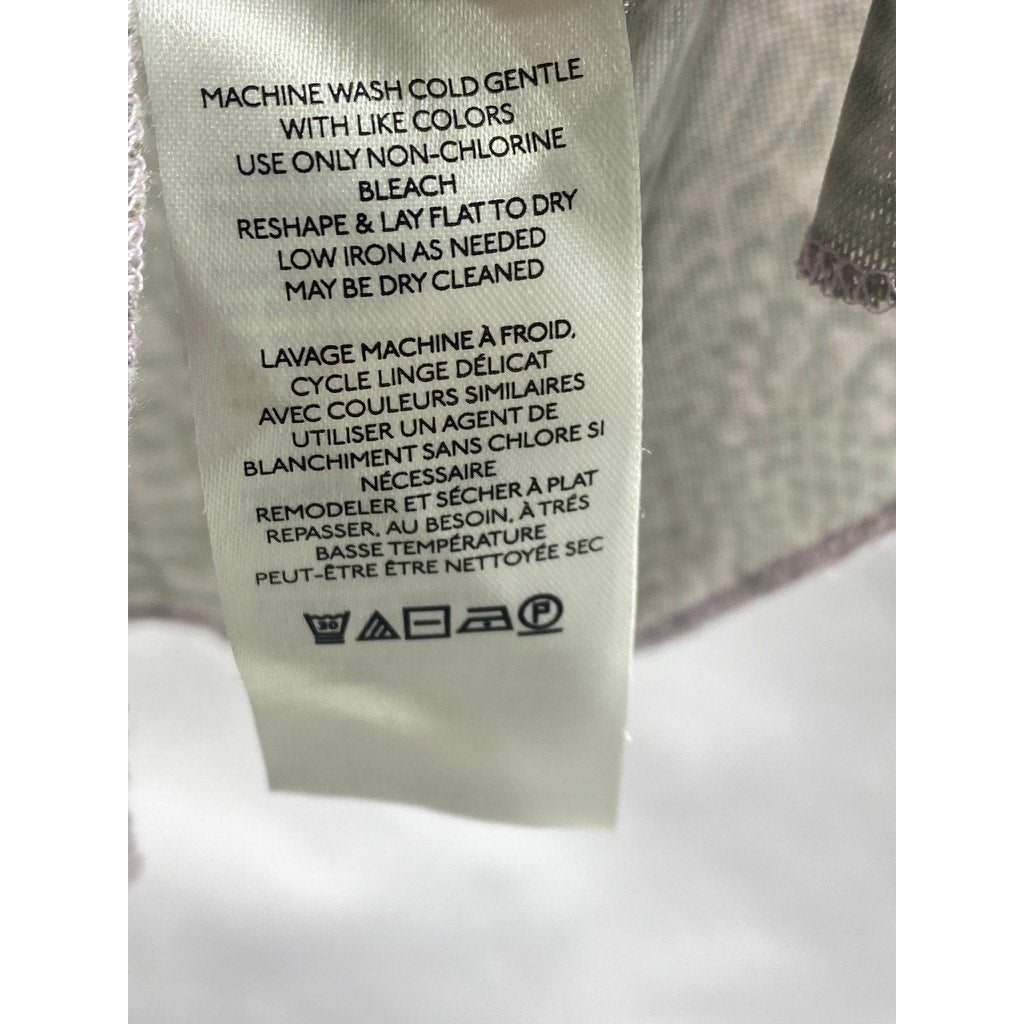 MACHINE WASH COLD GENTLE
WITH LIKE COLORS
USE ONLY NON-CHLORINE
BLEACH
RESHAPE & LAY FLAT TO DRY
LOW IRON AS NEEDED
MAY BE DRY CLEANED
LAVAGE MACHINE À FROID,
CYCLE LINGE DÉLICAT
AVEC COULEURS SIMILAIRES
UTILISER UN AGENT DE
BLANCHIMENT SANS CHLORE SI
NÉCESSAIRE
REMODELER ET SÉCHER À PLAT
REPASSER, AU BESOIN, À TRÉS
BASSE TEMPÉRATURE
PEUT-ÊTRE ÊTRE NETTOYÉE SEC
30 P